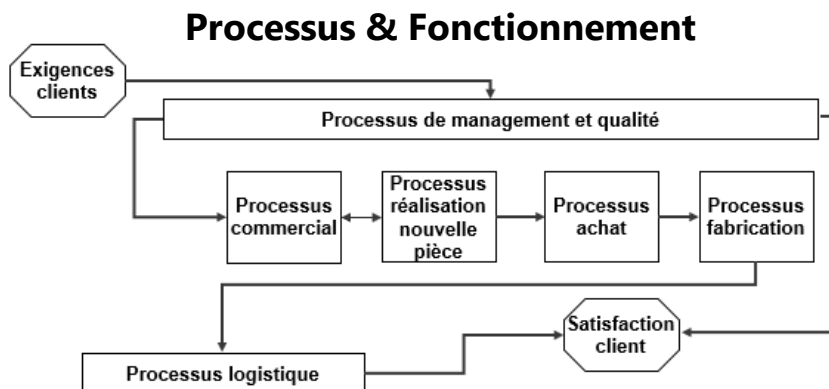 Processus & Fonctionnement
Exigences
clients
Processus de management et qualité
Processus
commercial
Processus
réalisation
nouvelle
pièce
Processus
achat
Processus
fabrication
Satisfaction
client
Processus logistique